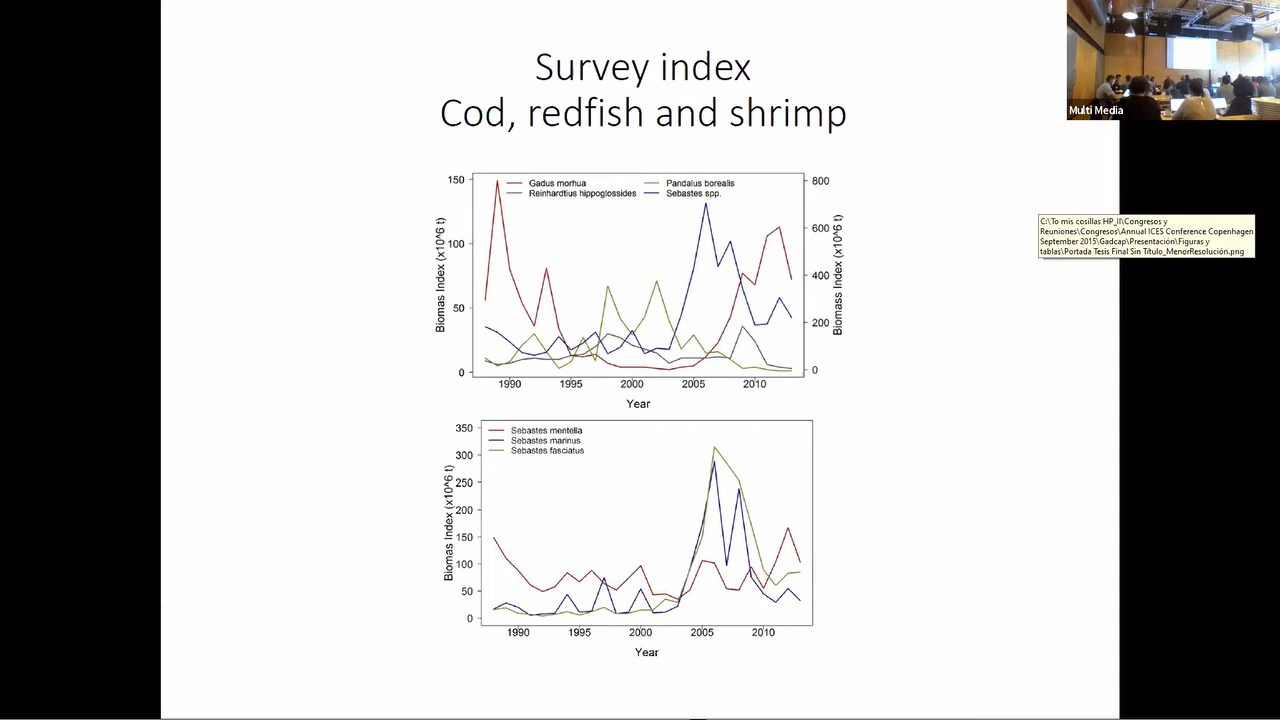 Survey index
Cod, redfish and shrimp
Multi Media
C:\To mis cosillas HP_II\Congresos y
Reuniones\Congresos\Annual ICES Conference Copenhagen
September 2015\Gadcap\Presentación\Figuras y
tablas\Portada Tesis Final Sin Título_MenorResolución.png
Gadus morhua
Reinhardtius hippoglossides
Pandalus borealis
Sebastes spp.
Biomas Index (x10^6 t)
150
100
50
0
Biomass Index (x10^6 t)
800
600
400
200
0
1990 1995 2000 2005 2010
Year
Sebastes mentella
Sebastes marinus
Sebastes fasciatus
Biomas Index (x10^6 t)
350
300
250
200
150
100
50
0
1990 1995 2000 2005 2010
Year